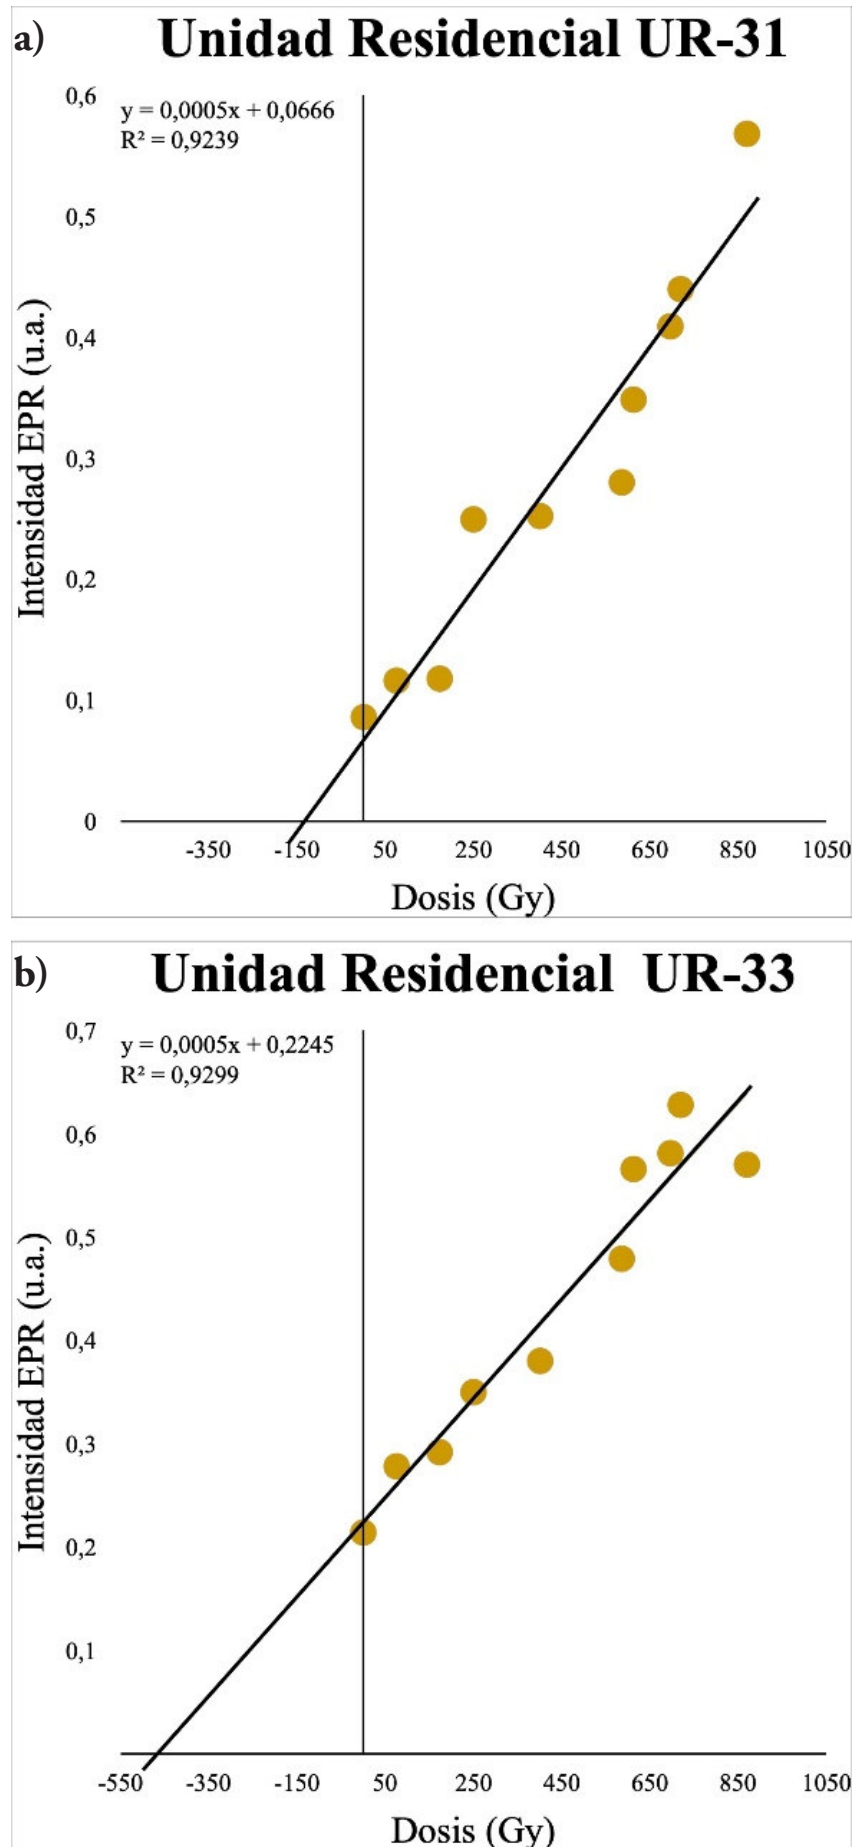 a)
Unidad Residencial UR-31
y = 0,0005x + 0,0666
R² = 0,9239
0,6
0,5
0,4
0,3
0,2
0,1
0
Intensidad EPR (u.a.)
-350 -150 50 250 450 650 850 1050
Dosis (Gy)
b)
Unidad Residencial UR-33
y = 0,0005x + 0,2245
R² = 0,9299
0,7
0,6
0,5
0,4
0,3
0,2
0,1
Intensidad EPR (u.a.)
-550 -350 -150 50 250 450 650 850 1050
Dosis (Gy)